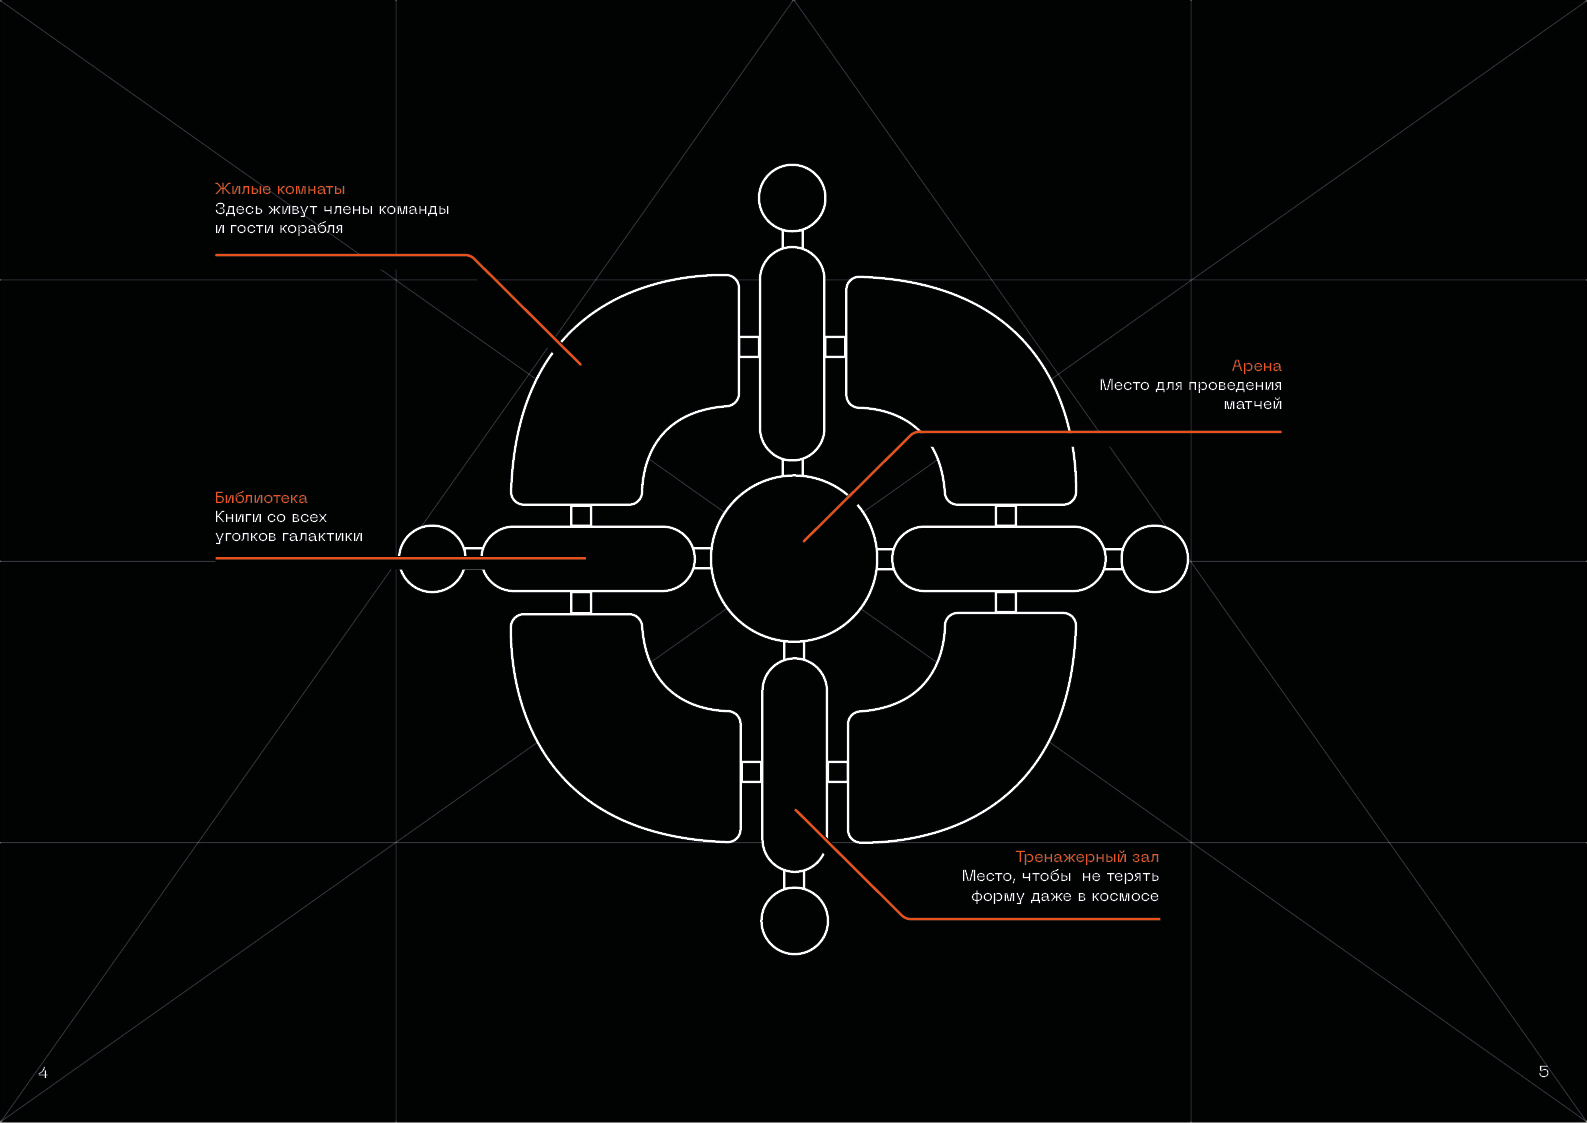 Жилые комнаты
Здесь живут члены команды
и гости корабля
Арена
Место для проведения
матчей
Библиотека
Книги со всех
уголков галактики
Тренажерный зал
Место, чтобы  не терять
форму даже в космосе
4
5